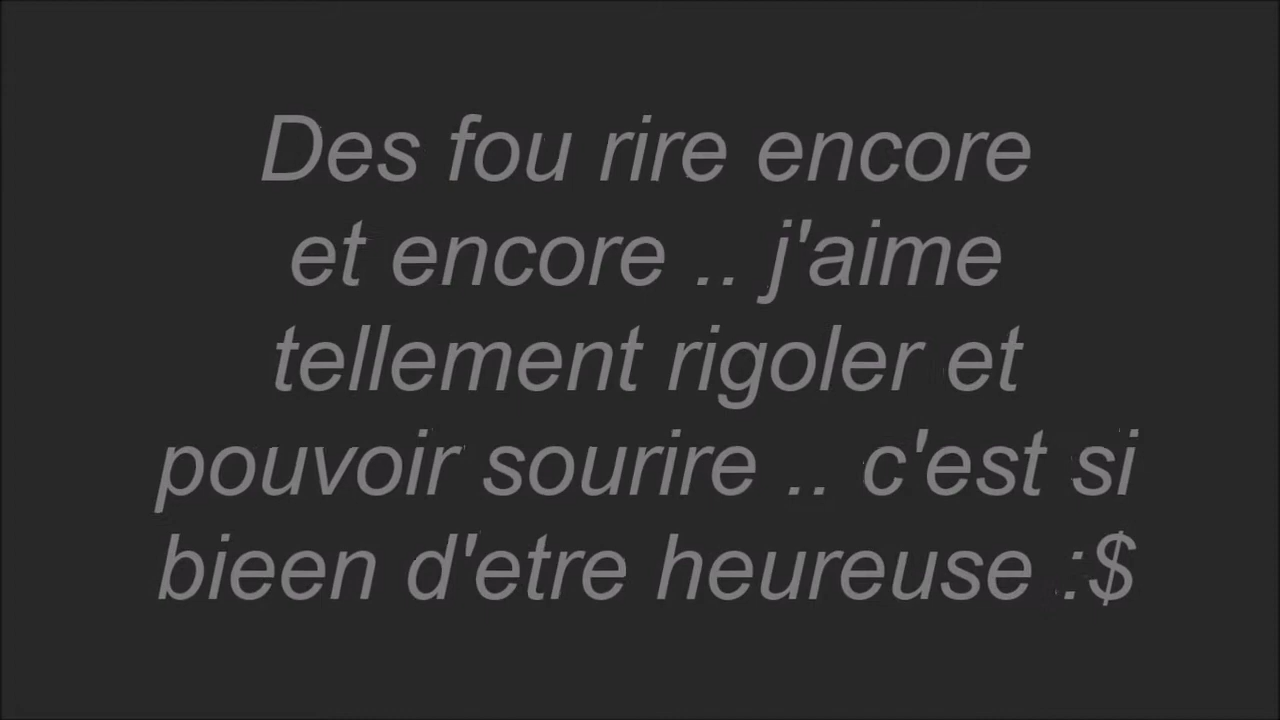 Des fou rire encore
et encore .. j'aime
tellement rigoler et
pouvoir sourire .. c'est si
bieen d'etre heureuse :$